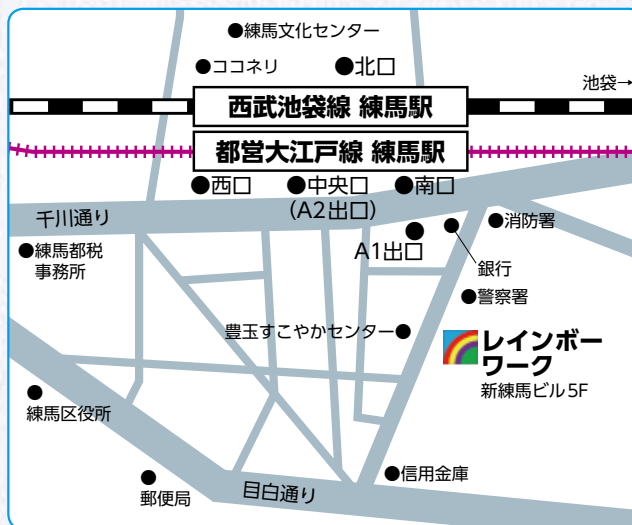 ●練馬文化センター
●ココネリ
●北口
池袋→
西武池袋線 練馬駅
都営大江戸線 練馬駅
●西口
●中央口
(A2出口)
●南口
千川通り
●消防署
A1出口
銀行
●練馬都税
事務所
●警察署
豊玉すこやかセンター●
レインボー
ワーク
新練馬ビル5F
練馬区役所
●信用金庫
郵便局
目白通り